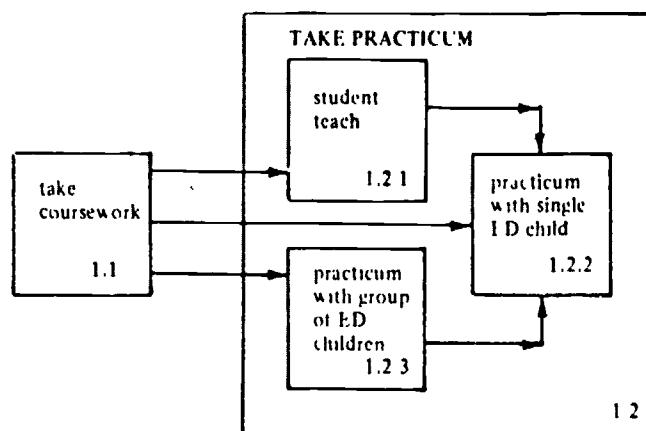 TAKE PRACTICUM
student
teach
1.2 1
take
coursework
1.1
practicum
with single
ED child
1.2.2
practicum
with group
of ED
children
1.2 3
1 2